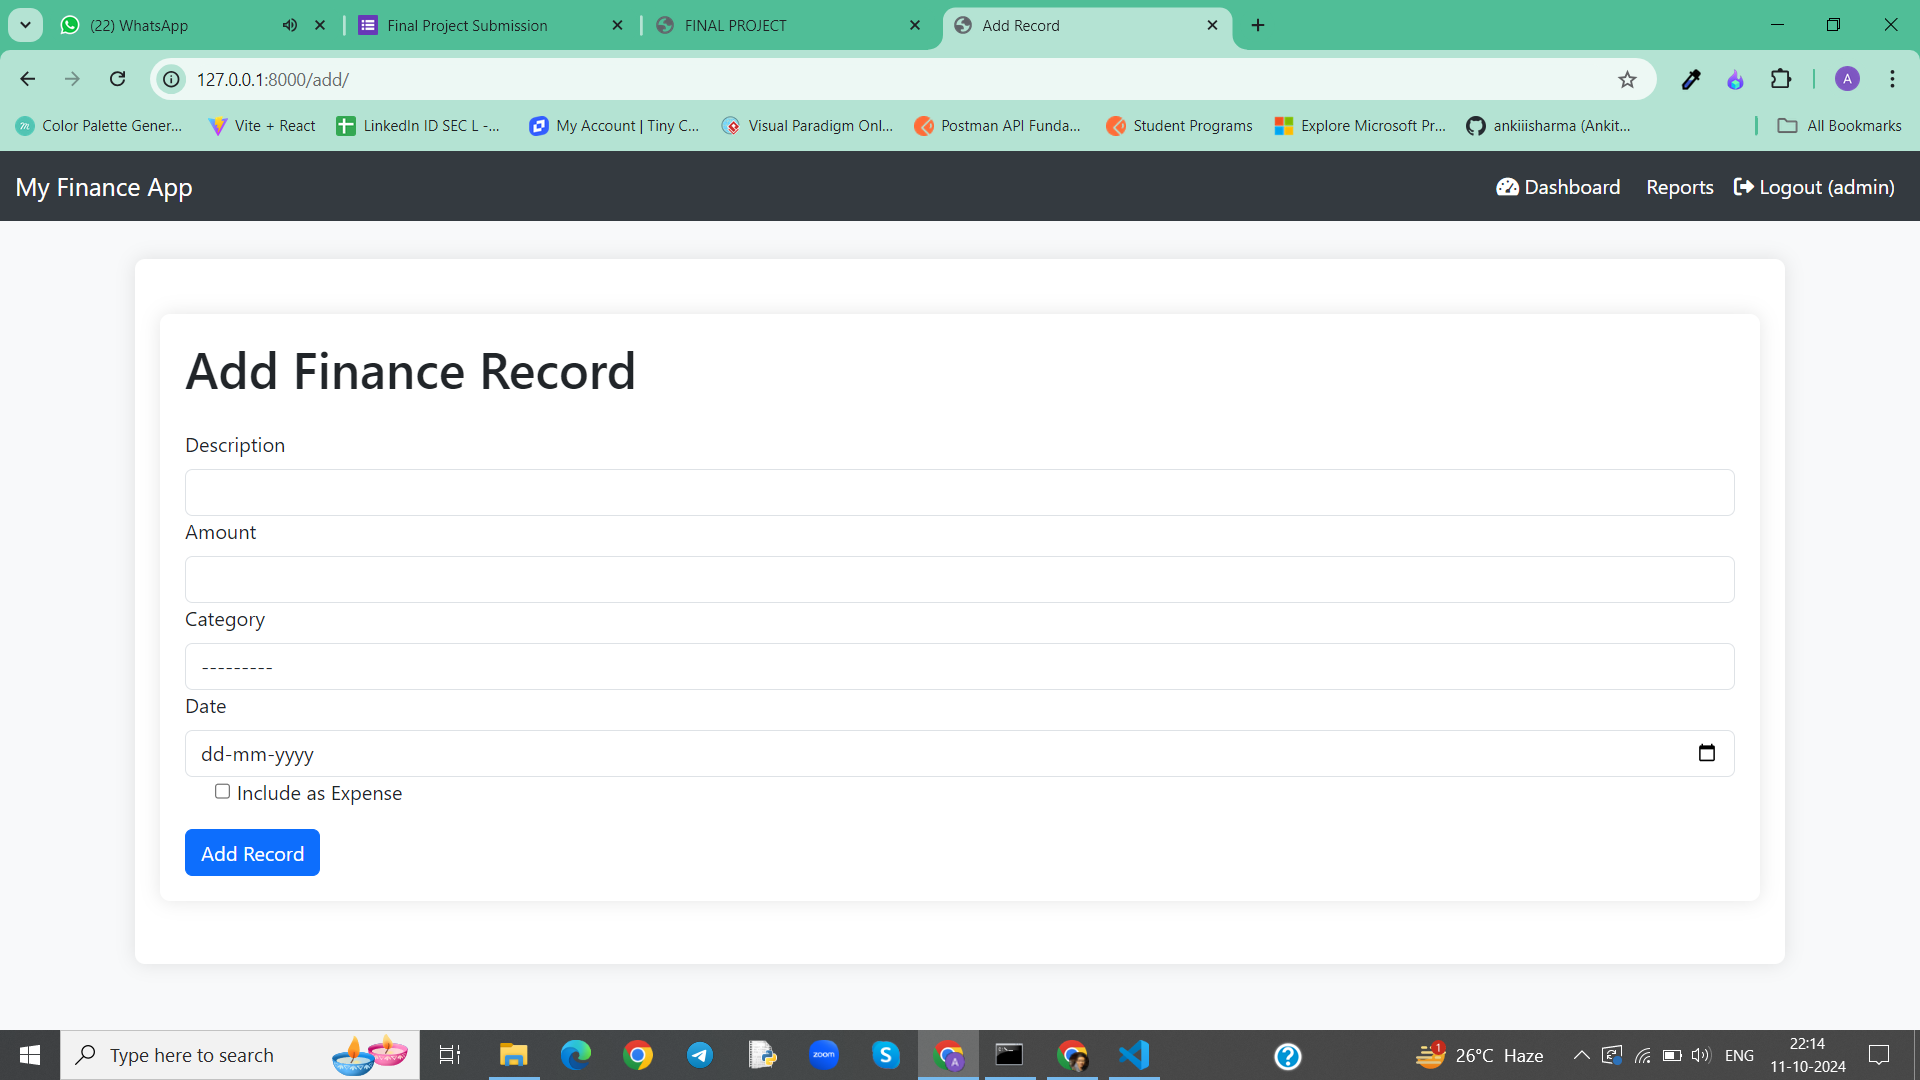 (22) WhatsApp
Final Project Submission
FINAL PROJECT
Add Record
127.0.0.1:8000/add/
A
Color Palette Gener...
Vite + React
LinkedIn ID SEC L -...
My Account | Tiny C...
Visual Paradigm Onl...
Postman API Funda...
Student Programs
Explore Microsoft Pr...
ankiiisharma (Ankit...
All Bookmarks
My Finance App
Dashboard
Reports
Logout (admin)
Add Finance Record
Description
Amount
Category
---------
Date
dd-mm-yyyy
Include as Expense
Add Record
Type here to search
zoom
S
A
?
1
26°C Haze
ENG
22:14
11-10-2024